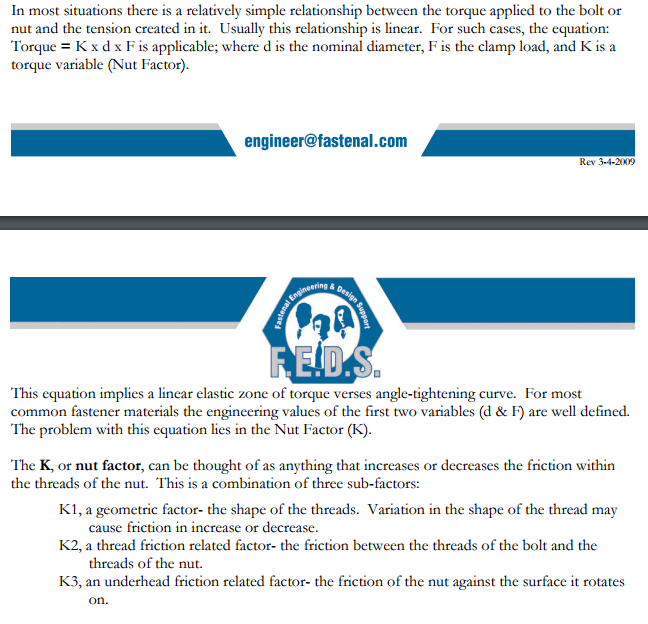 In most situations there is a relatively simple relationship between the torque applied to the bolt or
nut and the tension created in it.  Usually this relationship is linear.  For such cases, the equation:
Torque = K x d x F is applicable; where d is the nominal diameter, F is the clamp load, and K is a
torque variable (Nut Factor).
engineer@fastenal.com
Rev 3-4-2009
Fastenal Engineering & Design Support
F.E.D.S.
This equation implies a linear elastic zone of torque verses angle-tightening curve.  For most
common fastener materials the engineering values of the first two variables (d & F) are well defined.
The problem with this equation lies in the Nut Factor (K).
The K, or nut factor, can be thought of as anything that increases or decreases the friction within
the threads of the nut.  This is a combination of three sub-factors:
K1, a geometric factor- the shape of the threads.  Variation in the shape of the thread may
cause friction in increase or decrease.
K2, a thread friction related factor- the friction between the threads of the bolt and the
threads of the nut.
K3, an underhead friction related factor- the friction of the nut against the surface it rotates
on.